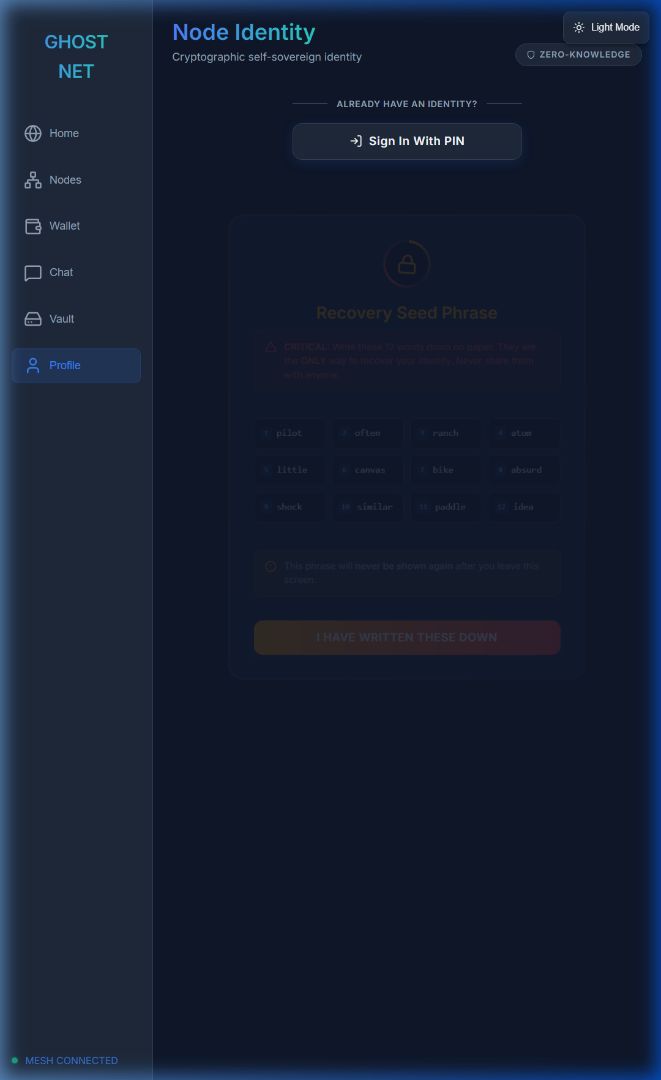 GHOST
NET
Home
Nodes
Wallet
Chat
Vault
Profile
MESH CONNECTED
Node Identity
Cryptographic self-sovereign identity
Light Mode
ZERO-KNOWLEDGE
ALREADY HAVE AN IDENTITY?
Sign In With PIN
Recovery Seed Phrase
CRITICAL: Write these 12 words down on paper. They are
the ONLY way to recover your identity. Never share them
with anyone.
1 pilot 2 often 3 ranch 4 atom
5 little 6 canvas 7 bike 8 absurd
9 shock 10 similar 11 paddle 12 idea
This phrase will never be shown again after you leave this
screen.
I HAVE WRITTEN THESE DOWN